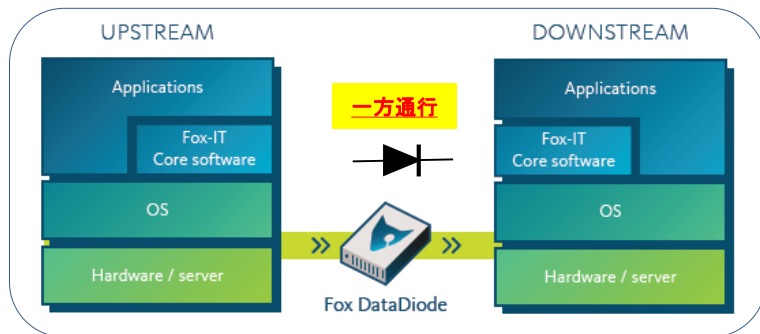 UPSTREAM
Applications
Fox-IT
Core software
OS
Hardware / server
一方通行
Fox DataDiode
DOWNSTREAM
Applications
Fox-IT
Core software
OS
Hardware / server